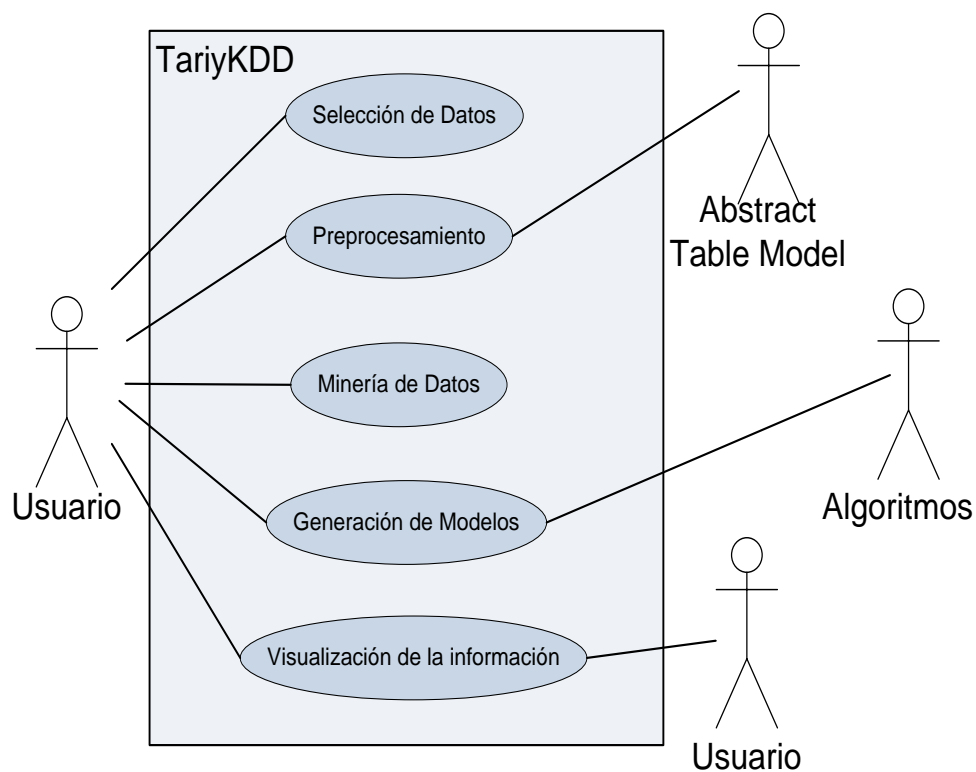 TariyKDD
Selección de Datos
Preprocesamiento
Minería de Datos
Generación de Modelos
Visualización de la información
Usuario
Abstract
Table Model
Algoritmos
Usuario